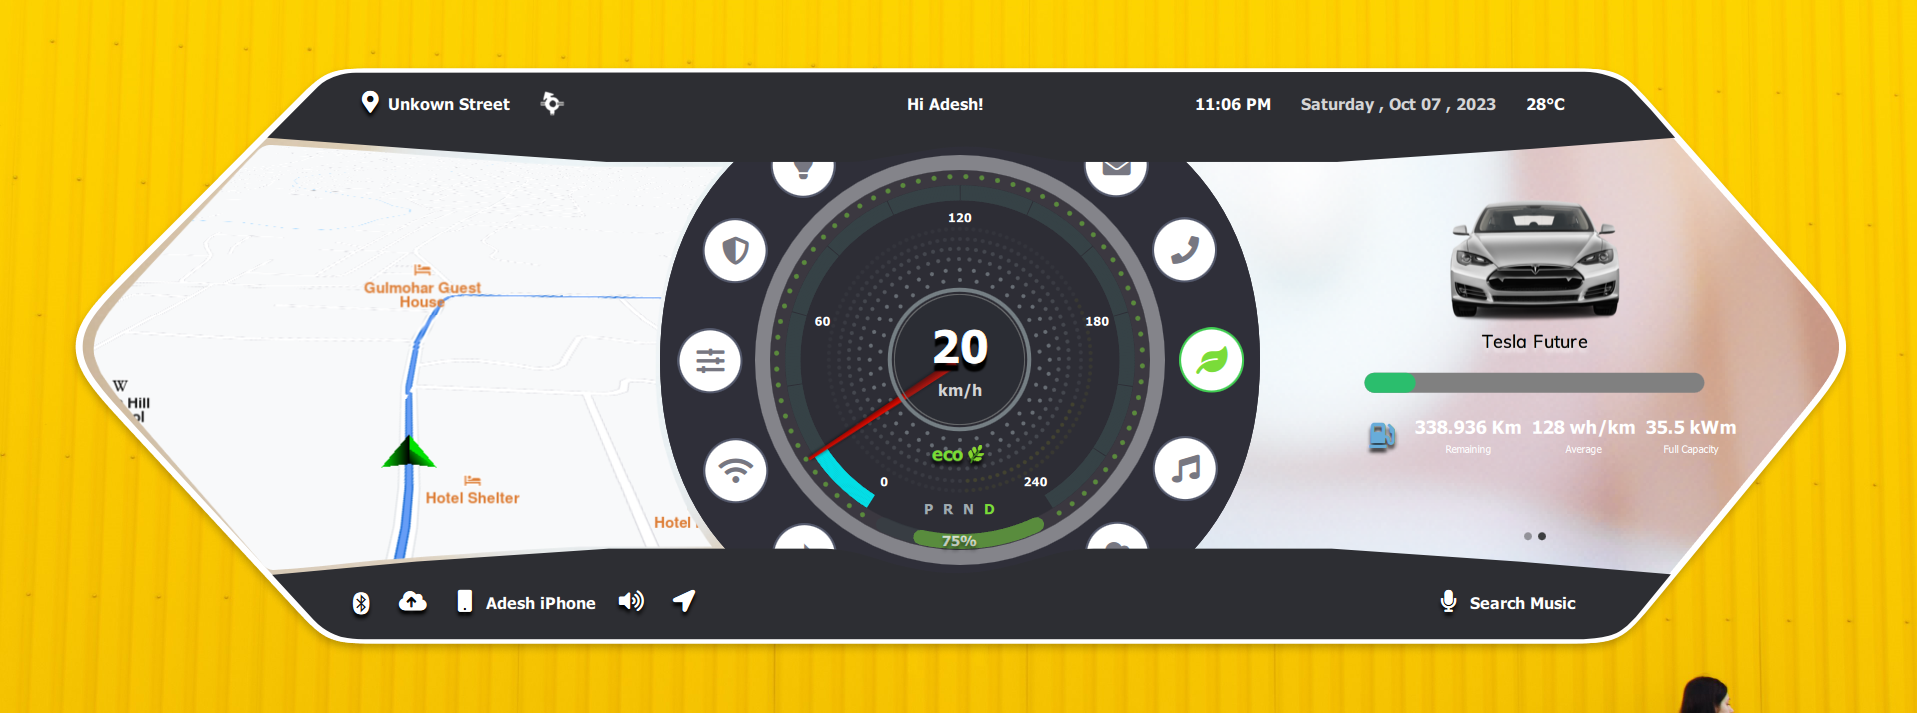 Unkown Street
Hi Adesh!
11:06 PM
Saturday , Oct 07 , 2023
28°C
Gulmohar Guest
House
W
Hill
Hotel Shelter
Hotel
120
60
180
20
km/h
eco
0
240
P R N D
75%
Tesla Future
338.936 Km
Remaining
128 wh/km
Average
35.5 kWm
Full Capacity
Adesh iPhone
Search Music